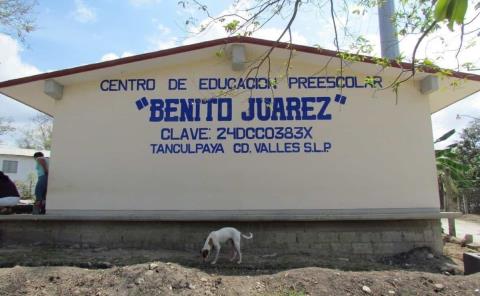 CENTRO DE EDUCACION PREESCOLAR
"BENITO JUAREZ"
CLAVE: 24DCC0383X
TANCULPAYA CD. VALLES S.L.P.